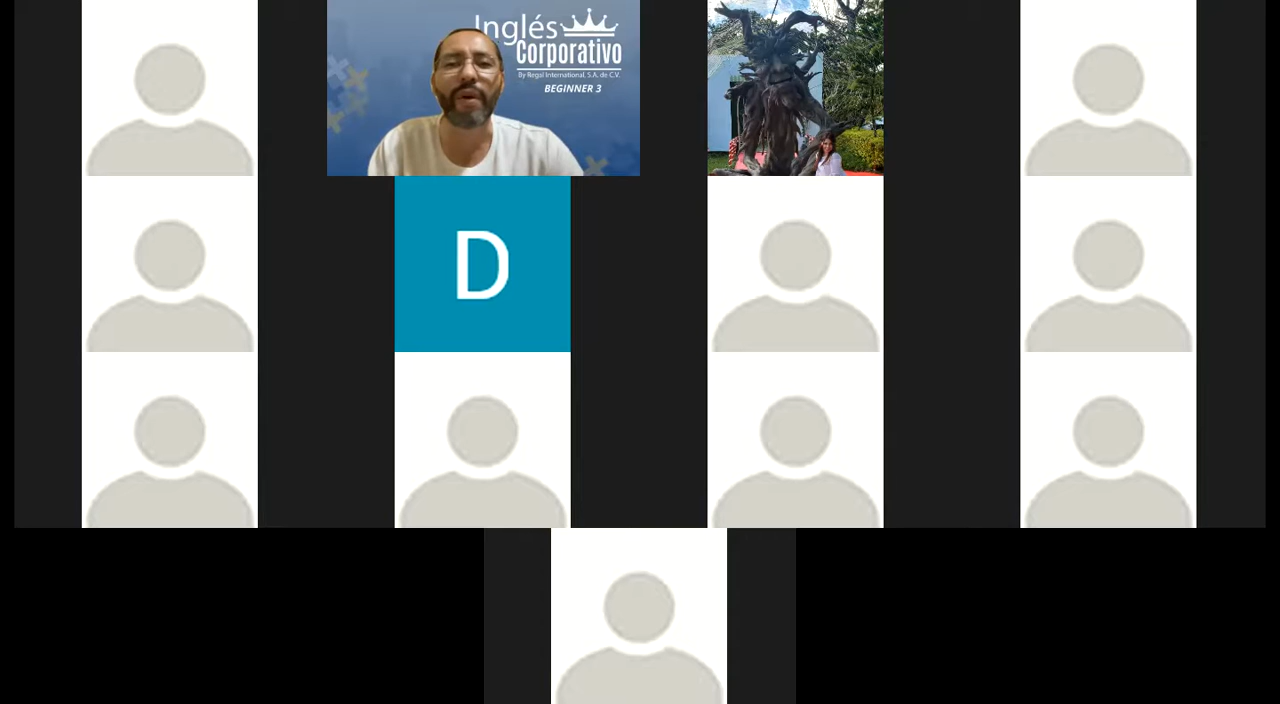 Inglés
Corporativo
By Regal International, S.A. de C.V.
BEGINNER 3
D